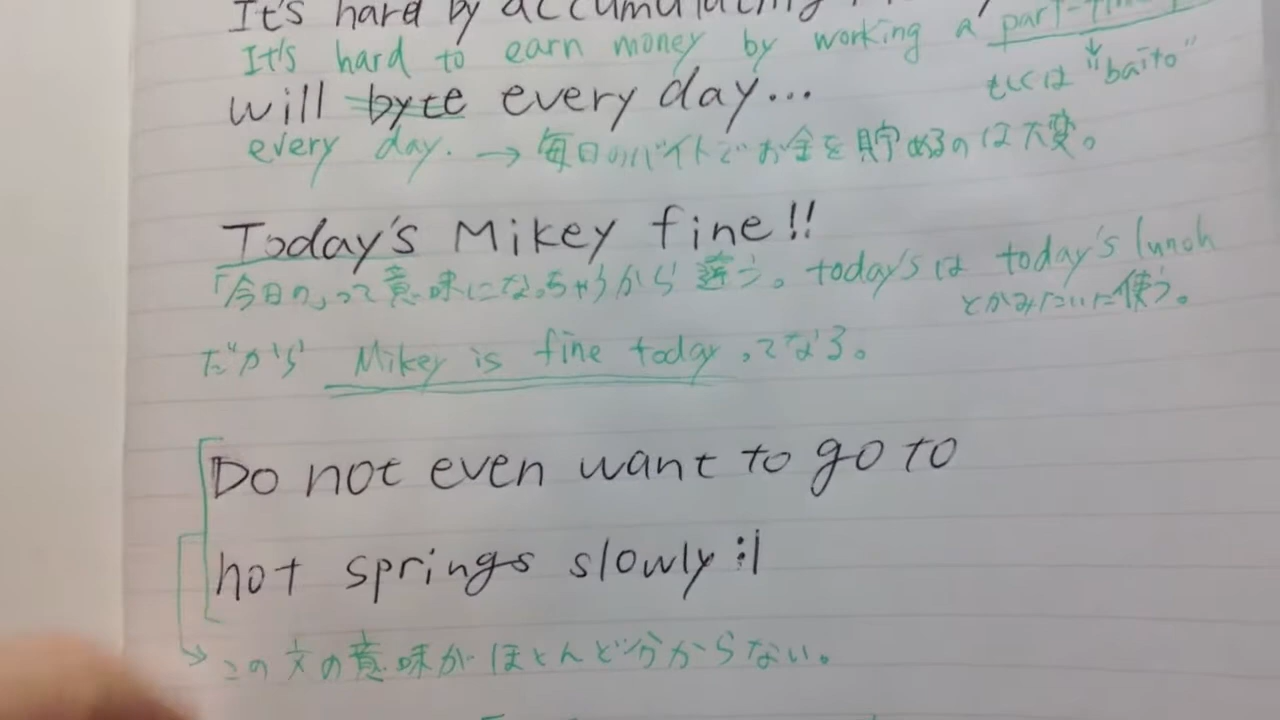 It's hard by accumulating
It's hard to earn money by working a part-time
もしくは "baito"
will byte every day...
every day. → 毎日のバイトでお金を貯めるのは大変。
Today's Mikey fine!!
「今日の」って意味になっちゃうから違う。today'sは today's lunch
とかみたいに使う。
だから Mikey is fine today ってなる。
Do not even want to go to
hot springs slowly :|
この文の意味がほとんど分からない。